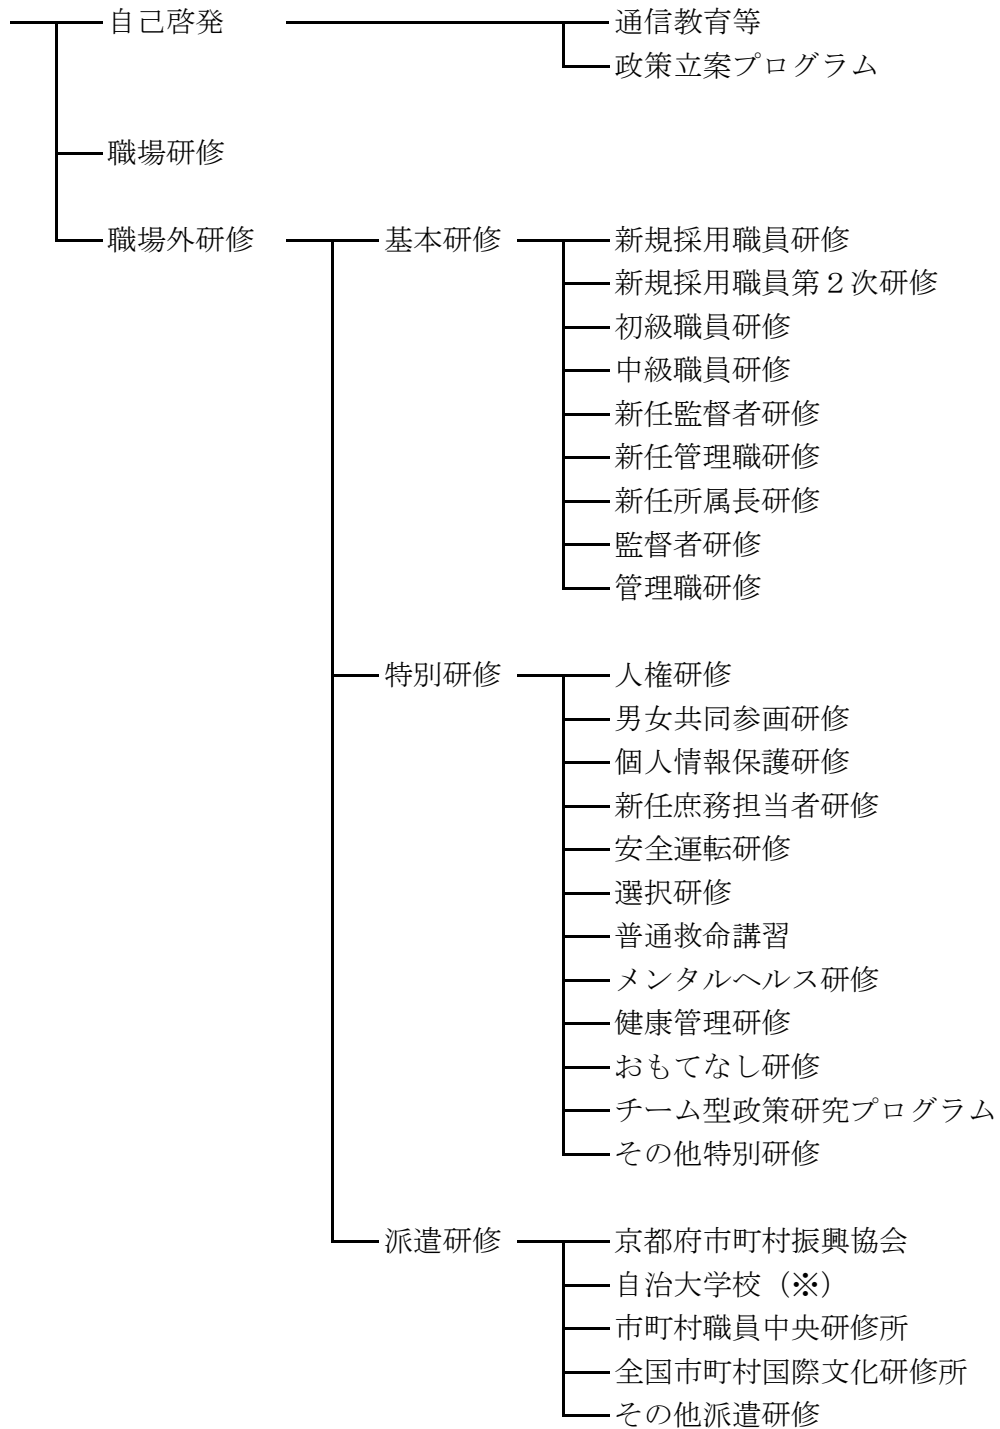 自己啓発 通信教育等
政策立案プログラム
職場研修
職場外研修 基本研修 新規採用職員研修
新規採用職員第２次研修
初級職員研修
中級職員研修
新任監督者研修
新任管理職研修
新任所属長研修
監督者研修
管理職研修
特別研修 人権研修
男女共同参画研修
個人情報保護研修
新任庶務担当者研修
安全運転研修
選択研修
普通救命講習
メンタルヘルス研修
健康管理研修
おもてなし研修
チーム型政策研究プログラム
その他特別研修
派遣研修 京都府市町村振興協会
自治大学校（※）
市町村職員中央研修所
全国市町村国際文化研修所
その他派遣研修